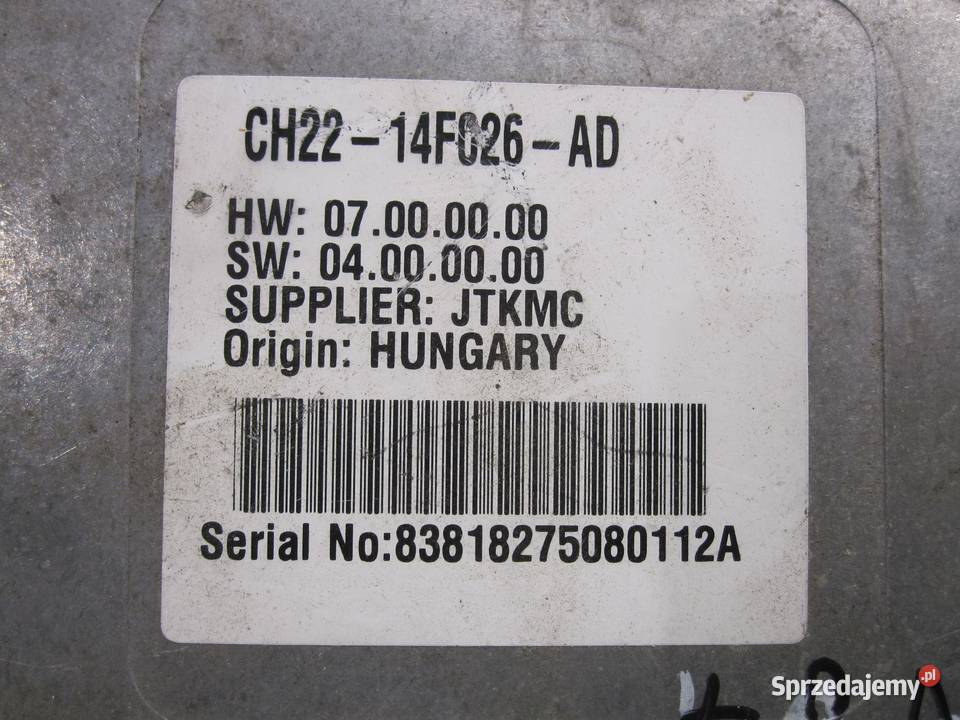 CH22-14F026-AD
HW: 07.00.00.00
SW: 04.00.00.00
SUPPLIER: JTKMC
Origin: HUNGARY
Serial No:83818275080112A
Sprzedajemy.pl